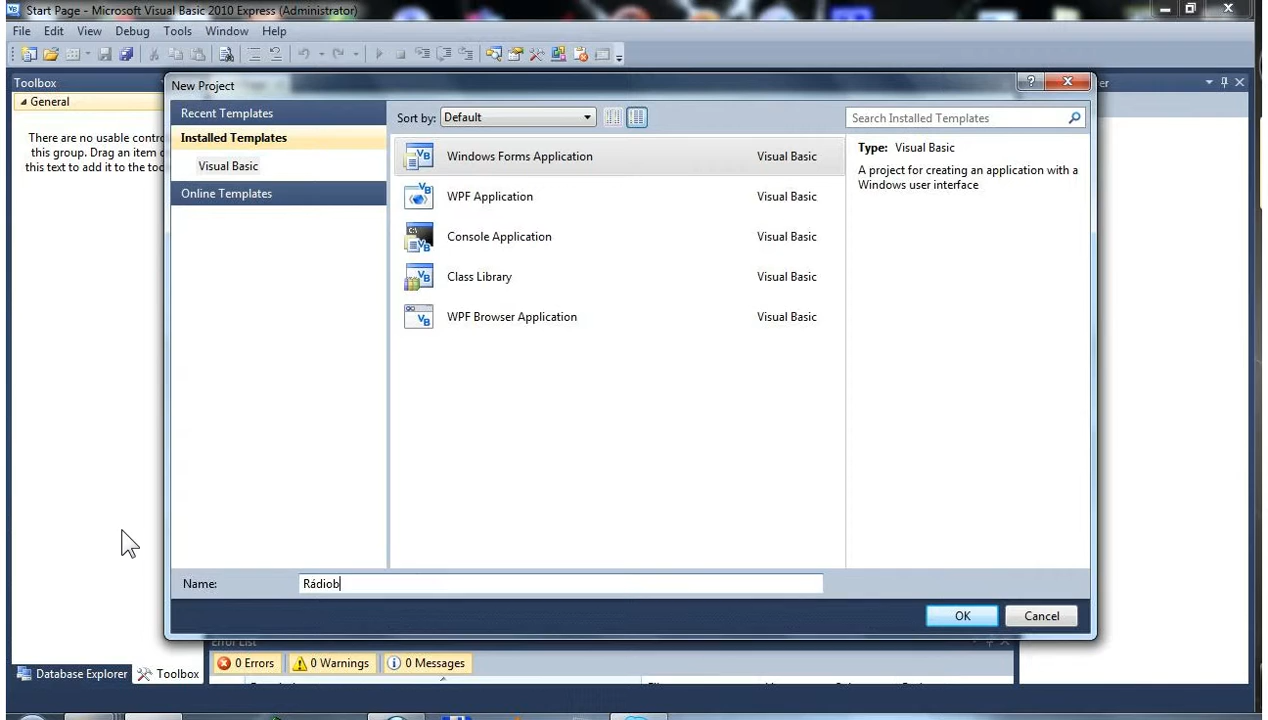 Start Page - Microsoft Visual Basic 2010 Express (Administrator)
File Edit View Debug Tools Window Help
Toolbox
New Project
General
There are no usable contro
this group. Drag an item o
this text to add it to the too
Recent Templates
Installed Templates
Visual Basic
Online Templates
Sort by: Default
Search Installed Templates
Windows Forms Application Visual Basic
WPF Application Visual Basic
Console Application Visual Basic
Class Library Visual Basic
WPF Browser Application Visual Basic
Type: Visual Basic
A project for creating an application with a
Windows user interface
Name: Rádiob
OK Cancel
Error List
0 Errors 0 Warnings 0 Messages
Database Explorer Toolbox